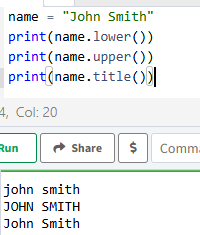 name = "John Smith"
print(name.lower())
print(name.upper())
print(name.title())
4, Col: 20
Run Share $ Comma
john smith
JOHN SMITH
John Smith